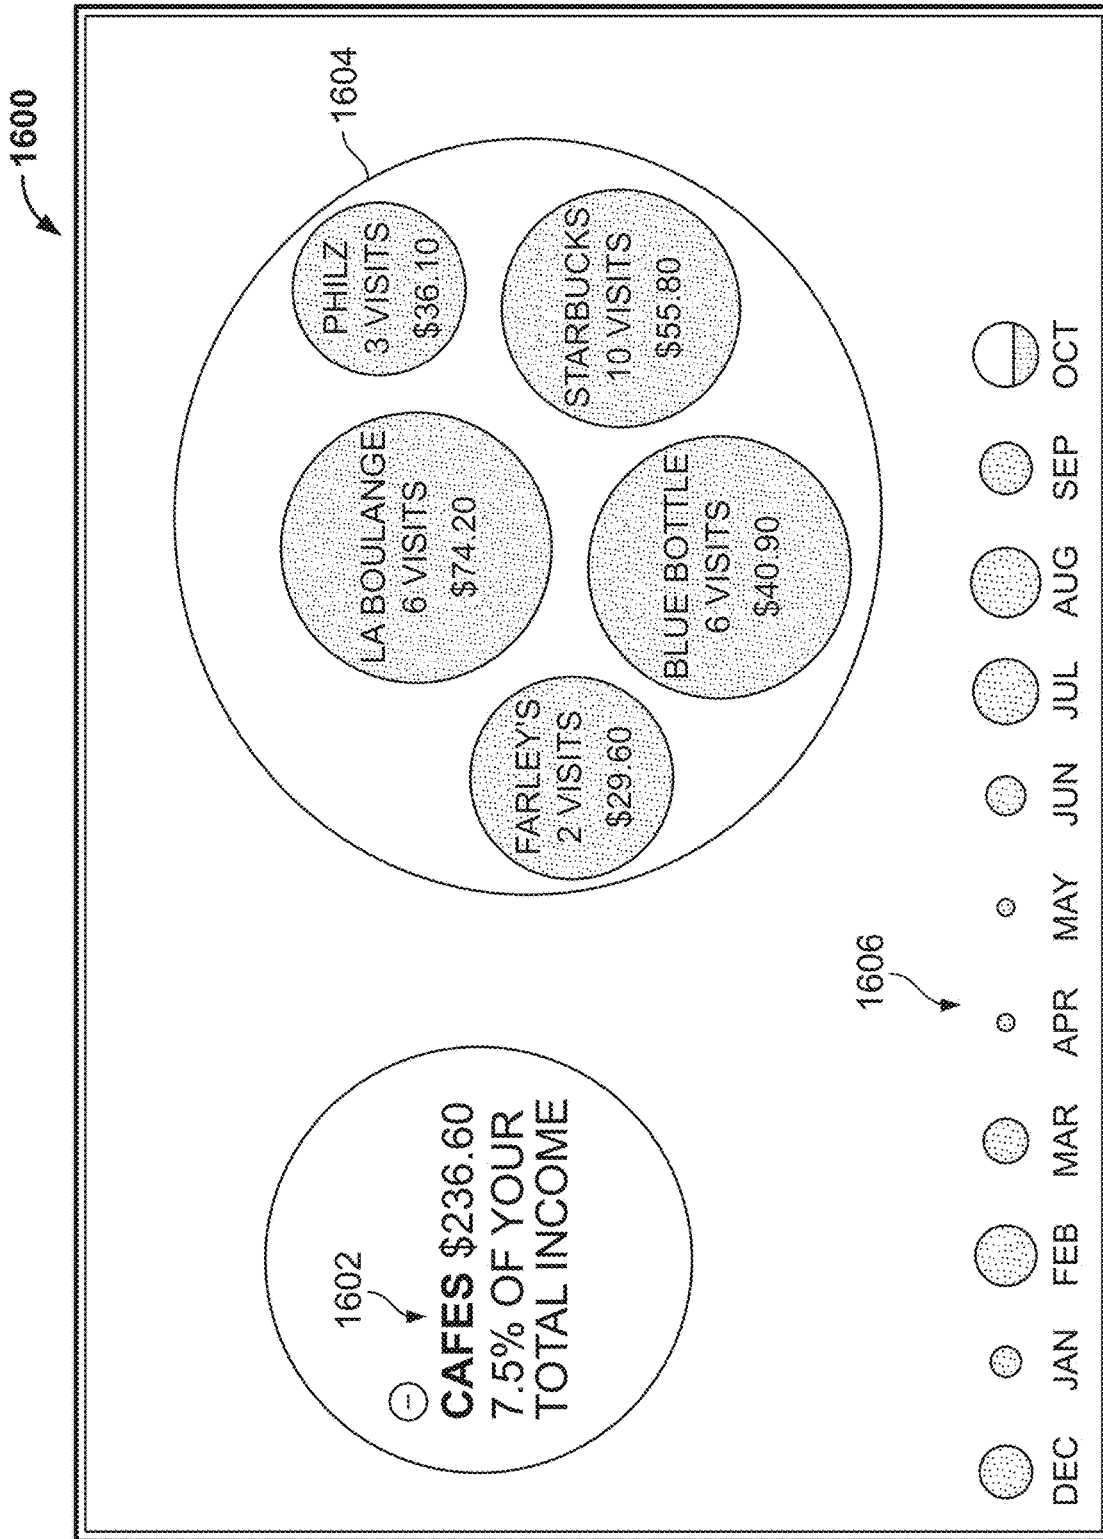 1600
1602
CAFES $236.60
7.5% OF YOUR
TOTAL INCOME
1604
PHILZ
3 VISITS
$36.10
LA BOULANGE
6 VISITS
$74.20
STARBUCKS
10 VISITS
$55.80
FARLEY'S
2 VISITS
$29.60
BLUE BOTTLE
6 VISITS
$40.90
1606
DEC JAN FEB MAR APR MAY JUN JUL AUG SEP OCT